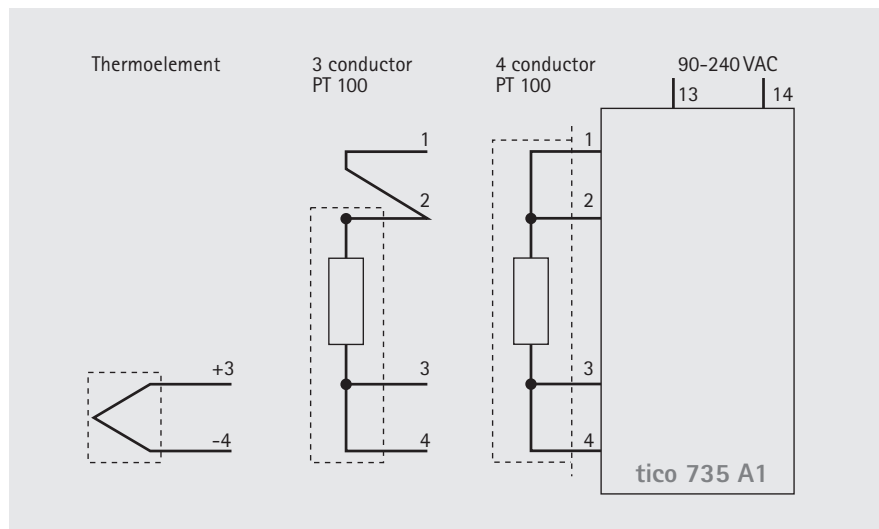 Thermoelement
3 conductor
PT 100
4 conductor
PT 100
90-240 VAC
13
14
1
2
3
4
1
2
3
4
+3
-4
tico 735 A1